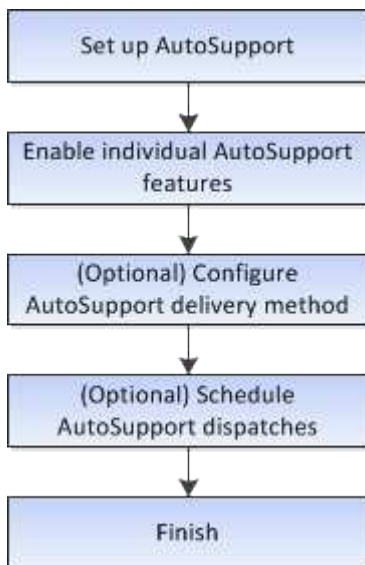 Set up AutoSupport
Enable individual AutoSupport
features
(Optional) Configure
AutoSupport delivery method
(Optional) Schedule
AutoSupport dispatches
Finish